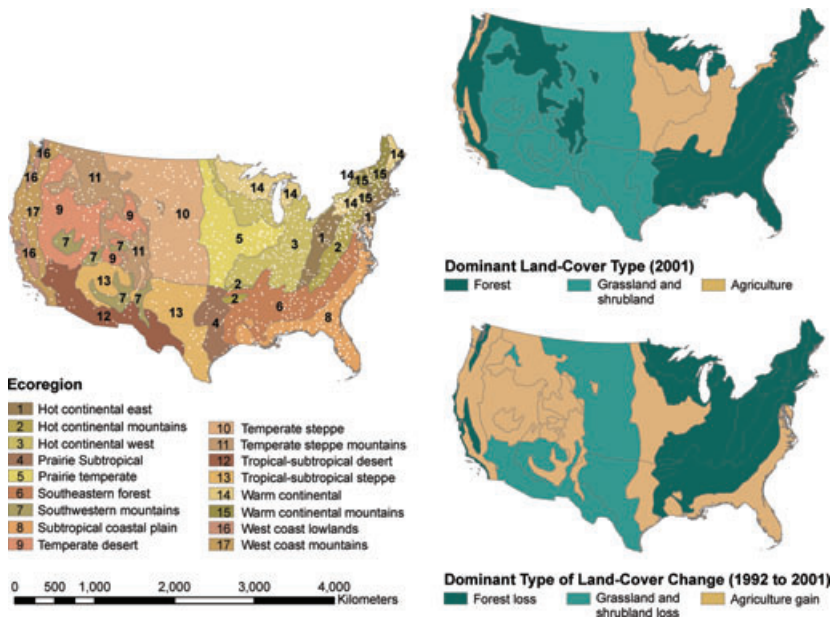 16
16
17
16
11
9
9
7
7
7
9
11
13
7
7
12
10
5
13
4
2
2
6
8
3
1
2
14
14
14
15
14
15
15
14
1
Ecoregion
1 Hot continental east
2 Hot continental mountains
3 Hot continental west
4 Prairie Subtropical
5 Prairie temperate
6 Southeastern forest
7 Southwestern mountains
8 Subtropical coastal plain
9 Temperate desert
10 Temperate steppe
11 Temperate steppe mountains
12 Tropical-subtropical desert
13 Tropical-subtropical steppe
14 Warm continental
15 Warm continental mountains
16 West coast lowlands
17 West coast mountains
0 500 1,000 2,000 3,000 4,000
Kilometers
Dominant Land-Cover Type (2001)
Forest Grassland and shrubland Agriculture
Dominant Type of Land-Cover Change (1992 to 2001)
Forest loss Grassland and shrubland loss Agriculture gain